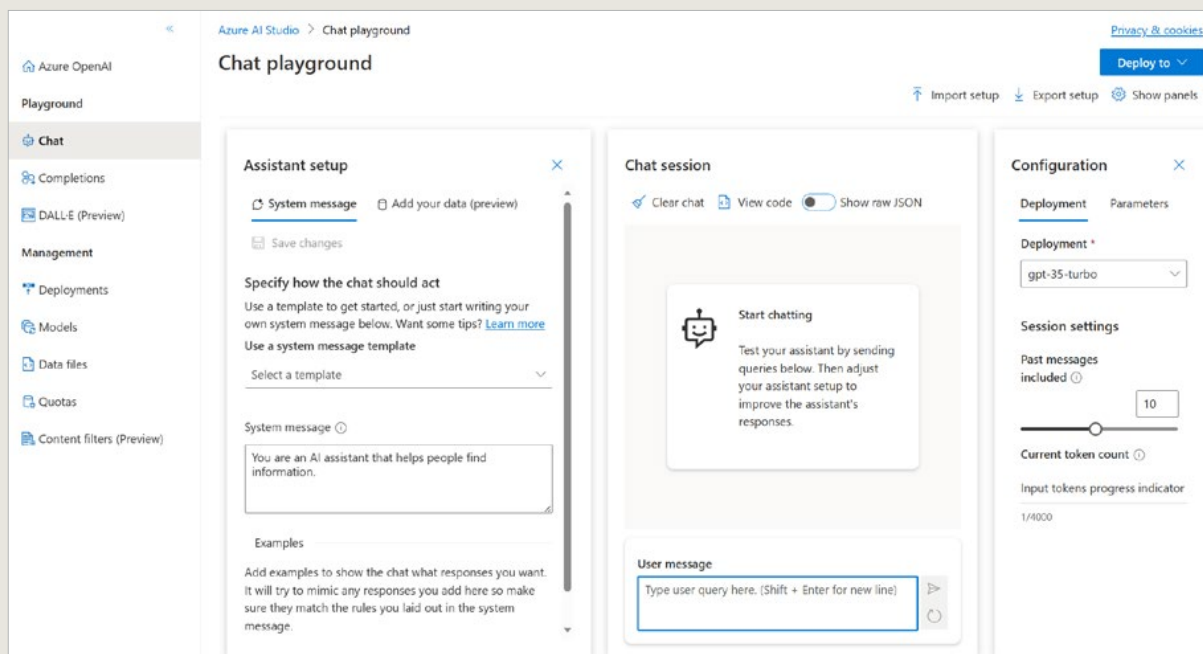 Azure AI Studio > Chat playground
Privacy & cookies
Chat playground
Deploy to
Import setup
Export setup
Show panels
Azure OpenAI
Playground
Chat
Completions
DALL·E (Preview)
Management
Deployments
Models
Data files
Quotas
Content filters (Preview)
Assistant setup
System message
Add your data (preview)
Save changes
Specify how the chat should act
Use a template to get started, or just start writing your
own system message below. Want some tips? Learn more
Use a system message template
Select a template
System message
You are an AI assistant that helps people find
information.
Examples
Add examples to show the chat what responses you want.
It will try to mimic any responses you add here so make
sure they match the rules you laid out in the system
message.
Chat session
Clear chat
View code
Show raw JSON
Start chatting
Test your assistant by sending
queries below. Then adjust
your assistant setup to
improve the assistant's
responses.
User message
Type user query here. (Shift + Enter for new line)
Configuration
Deployment
Parameters
Deployment *
gpt-35-turbo
Session settings
Past messages
included
10
Current token count
Input tokens progress indicator
1/4000